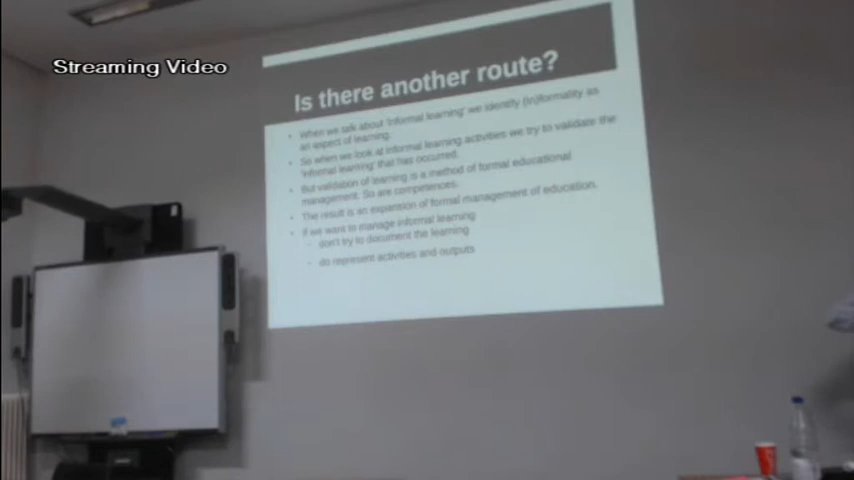 Streaming Video
Is there another route?
• When we talk about 'informal learning' we identify (in)formality as
an aspect of learning.
• So when we look at informal learning activities we try to validate the
'informal learning' that has occurred.
• But validation of learning is a method of formal educational
management. So are competences.
• The result is an expansion of formal management of education.
• If we want to manage informal learning
– don't try to document the learning
– do represent activities and outputs